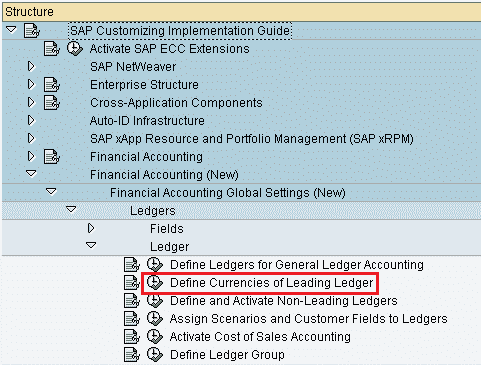 Structure
SAP Customizing Implementation Guide
Activate SAP ECC Extensions
SAP NetWeaver
Enterprise Structure
Cross-Application Components
Auto-ID Infrastructure
SAP xApp Resource and Portfolio Management (SAP xRPM)
Financial Accounting
Financial Accounting (New)
Financial Accounting Global Settings (New)
Ledgers
Fields
Ledger
Define Ledgers for General Ledger Accounting
Define Currencies of Leading Ledger
Define and Activate Non-Leading Ledgers
Assign Scenarios and Customer Fields to Ledgers
Activate Cost of Sales Accounting
Define Ledger Group